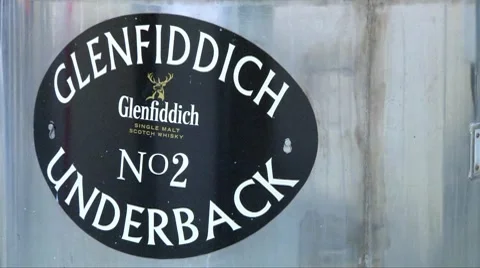 GLENFIDDICH
Glenfiddich
SINGLE MALT
SCOTCH WHISKY
No2
UNDERBACK